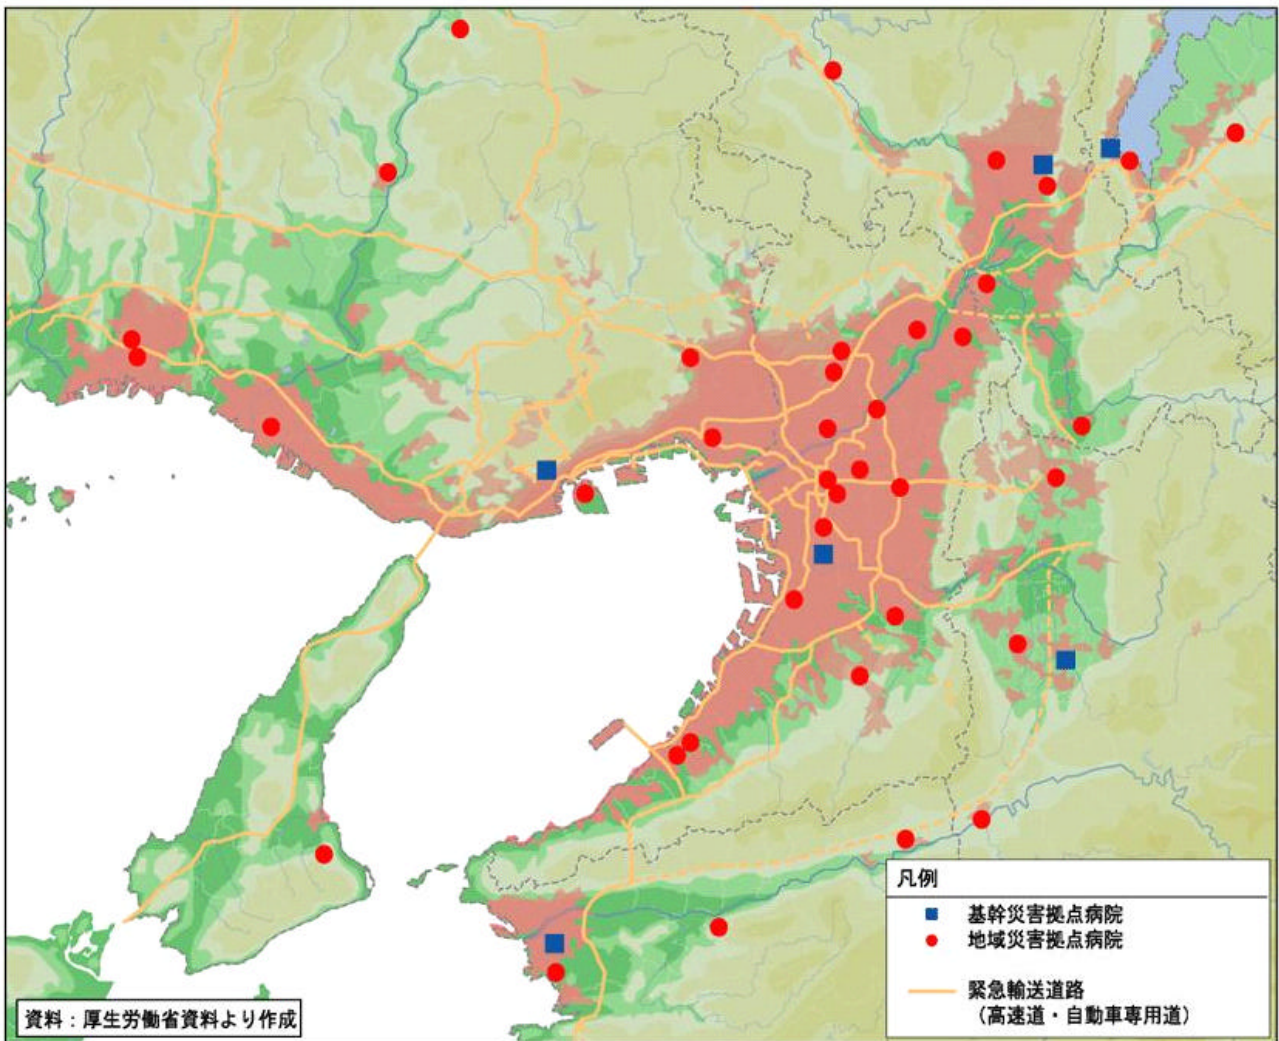 凡例
基幹災害拠点病院
地域災害拠点病院
緊急輸送道路
（高速道・自動車専用道）
資料：厚生労働省資料より作成